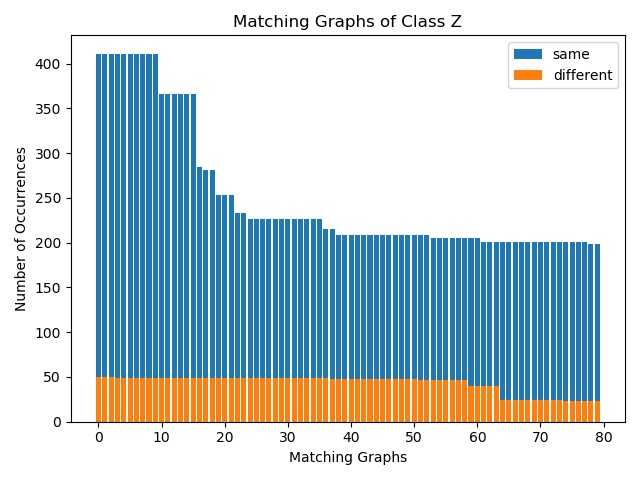 Matching Graphs of Class Z
same
different
Number of Occurrences
400
350
300
250
200
150
100
50
0
0 10 20 30 40 50 60 70 80
Matching Graphs